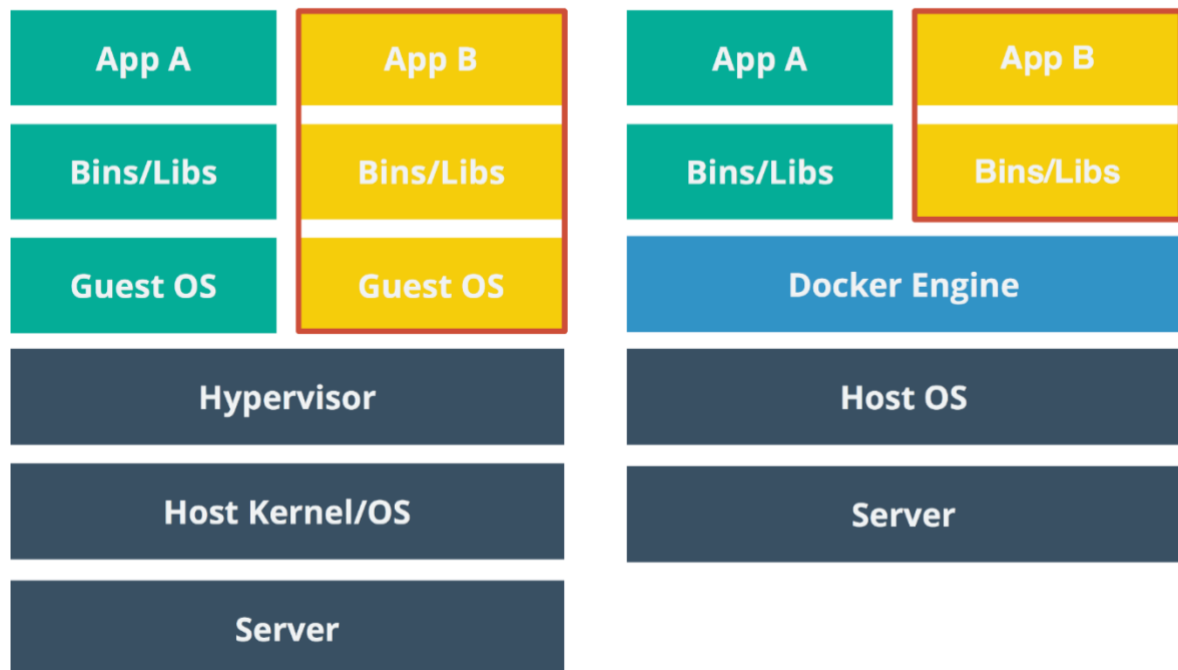 App A
App B
Bins/Libs
Bins/Libs
Guest OS
Guest OS
Hypervisor
Host Kernel/OS
Server
App A
App B
Bins/Libs
Bins/Libs
Docker Engine
Host OS
Server